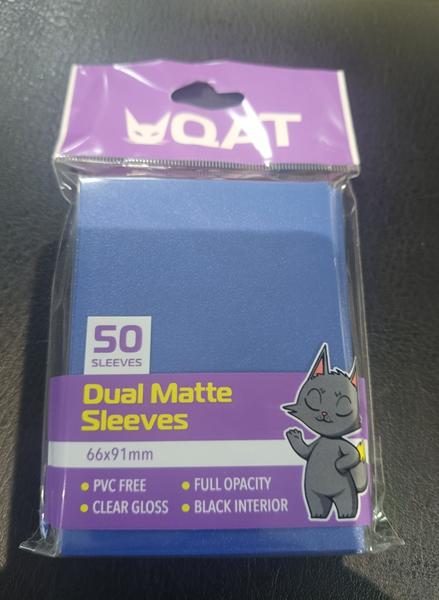 QAT
50
SLEEVES
Dual Matte
Sleeves
66x91mm
PVC FREE
FULL OPACITY
CLEAR GLOSS
BLACK INTERIOR